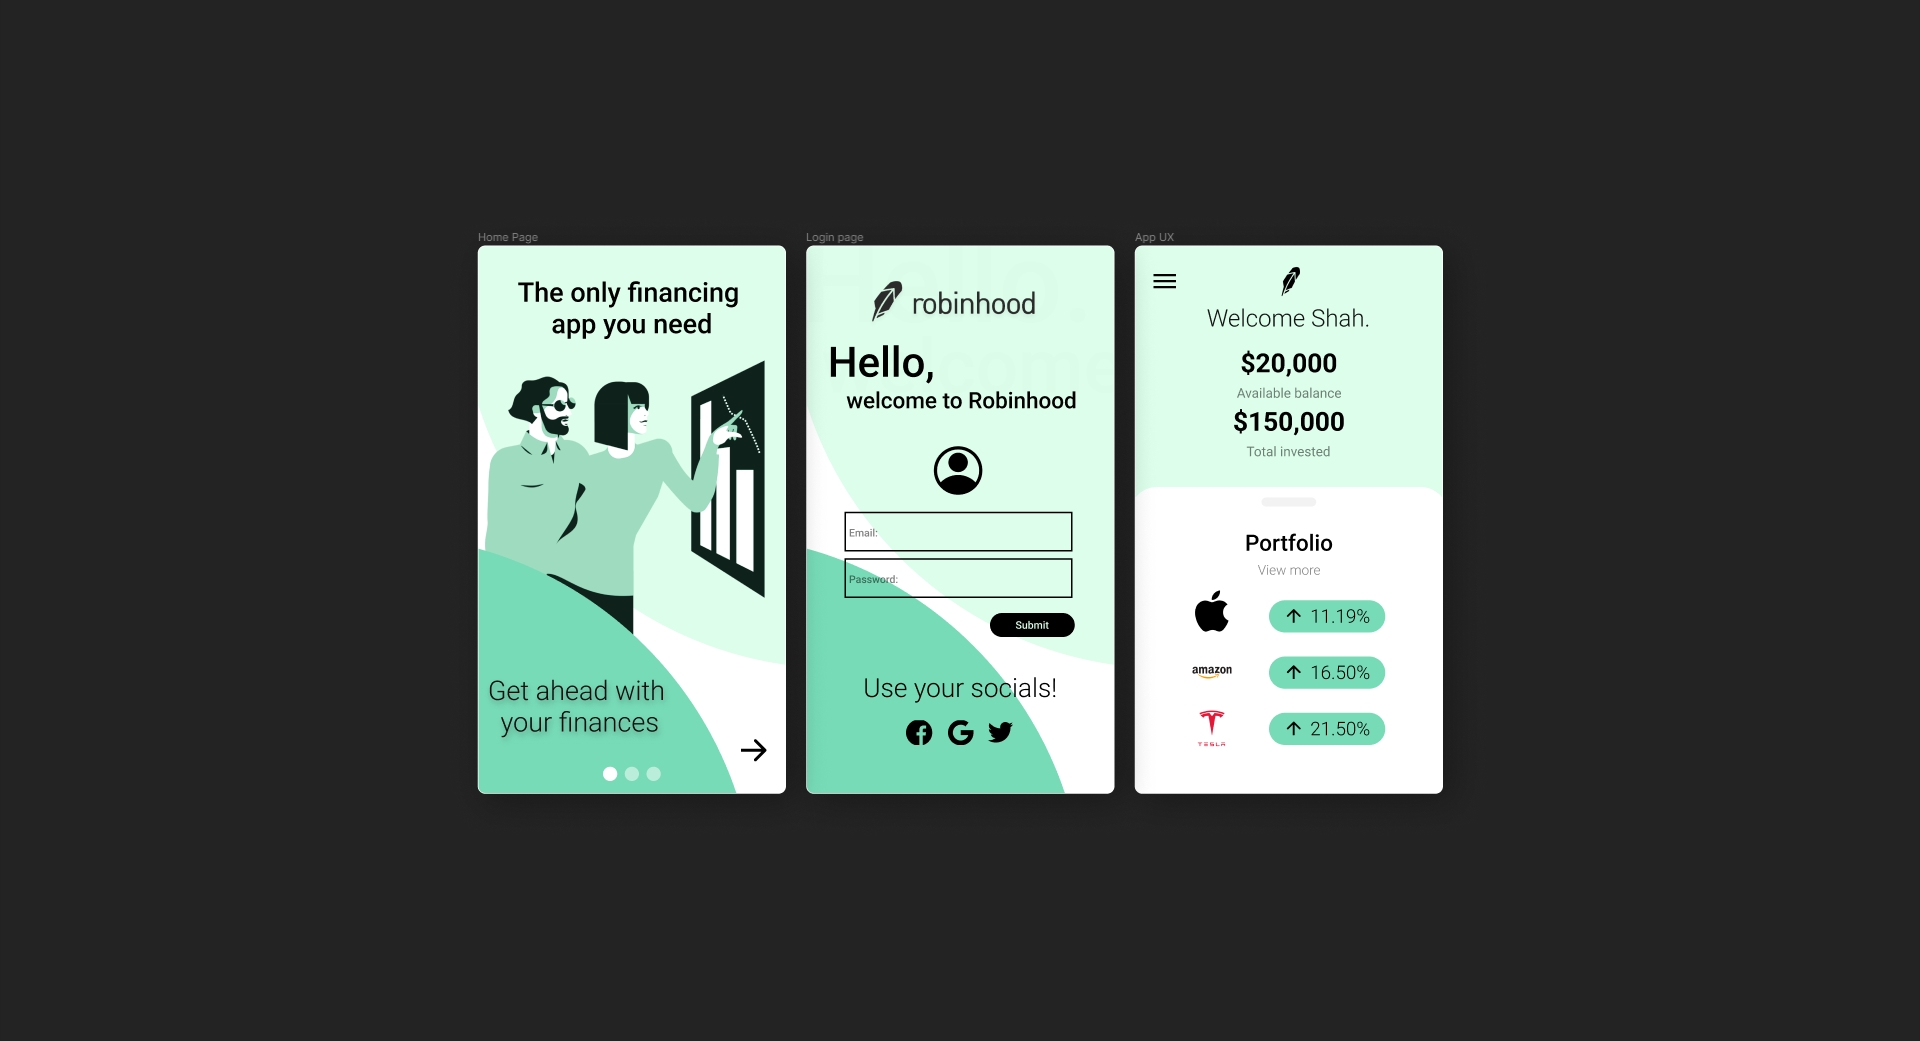 Home Page
The only financing
app you need
Get ahead with
your finances
Login page
Hello.
welcome
robinhood
Hello,
welcome to Robinhood
Email:
Password:
Submit
Use your socials!
App UX
Welcome Shah.
$20,000
Available balance
$150,000
Total invested
Portfolio
View more
11.19%
amazon
16.50%
TESLA
21.50%